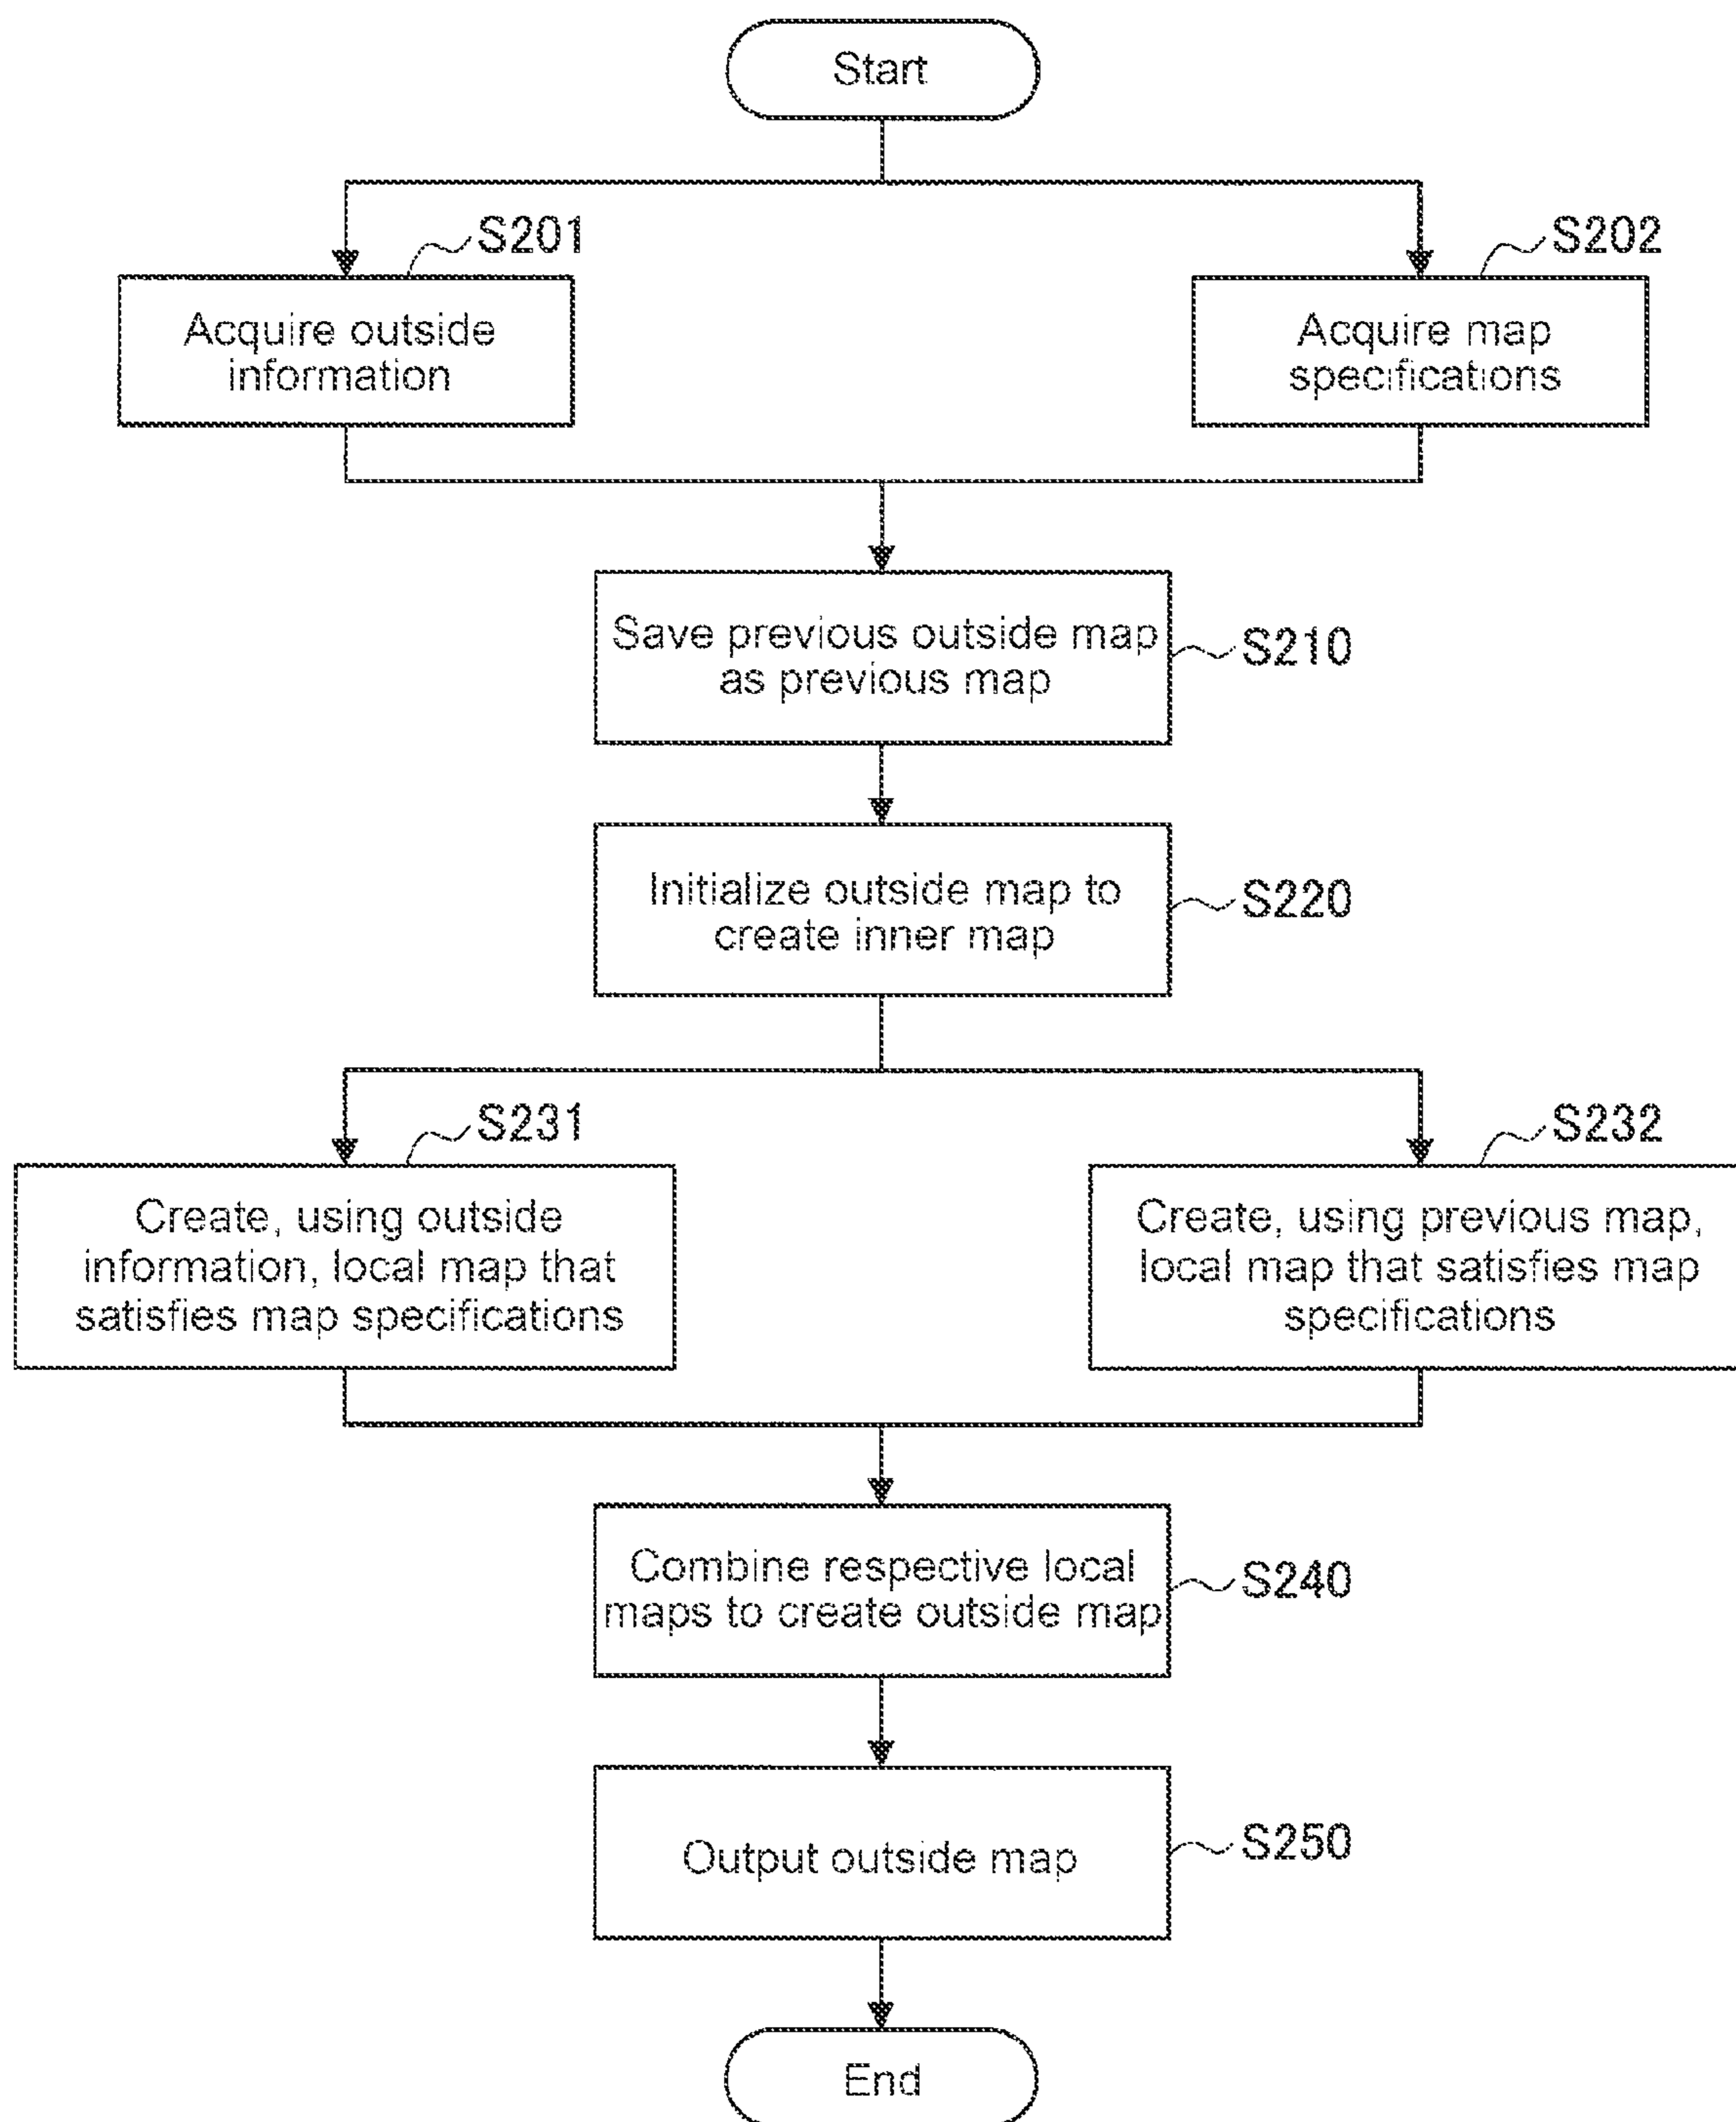 Start
S201
S202
Acquire outside
information
Acquire map
specifications
Save previous outside map
as previous map
S210
Initialize outside map to
create inner map
S220
S231
S232
Create, using outside
information, local map that
satisfies map specifications
Create, using previous map,
local map that satisfies map
specifications
Combine respective local
maps to create outside map
S240
Output outside map
S250
End